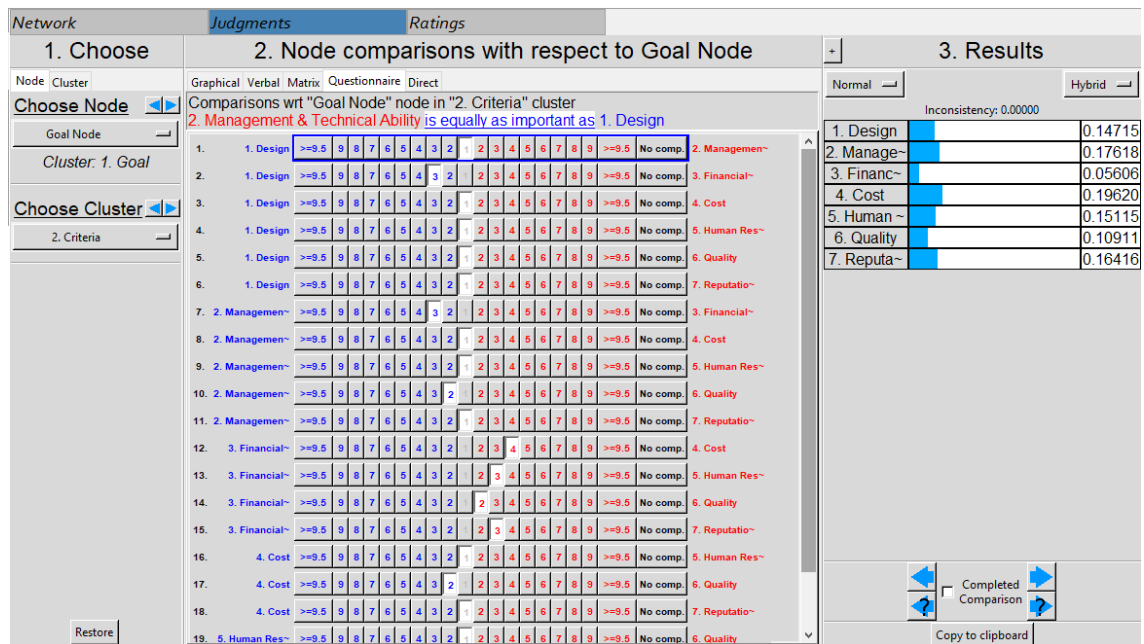 Network Judgments Ratings
1. Choose
Node Cluster
Choose Node
Goal Node
Cluster: 1. Goal
Choose Cluster
2. Criteria
Restore
2. Node comparisons with respect to Goal Node
Graphical Verbal Matrix Questionnaire Direct
Comparisons wrt "Goal Node" node in "2. Criteria" cluster
2. Management & Technical Ability is equally as important as 1. Design
1. 1. Design >=9.5 9 8 7 6 5 4 3 2 1 2 3 4 5 6 7 8 9 >=9.5 No comp. 2. Managemen~
2. 1. Design >=9.5 9 8 7 6 5 4 3 2 1 2 3 4 5 6 7 8 9 >=9.5 No comp. 3. Financial~
3. 1. Design >=9.5 9 8 7 6 5 4 3 2 1 2 3 4 5 6 7 8 9 >=9.5 No comp. 4. Cost
4. 1. Design >=9.5 9 8 7 6 5 4 3 2 1 2 3 4 5 6 7 8 9 >=9.5 No comp. 5. Human Res~
5. 1. Design >=9.5 9 8 7 6 5 4 3 2 1 2 3 4 5 6 7 8 9 >=9.5 No comp. 6. Quality
6. 1. Design >=9.5 9 8 7 6 5 4 3 2 1 2 3 4 5 6 7 8 9 >=9.5 No comp. 7. Reputatio~
7. 2. Managemen~ >=9.5 9 8 7 6 5 4 3 2 1 2 3 4 5 6 7 8 9 >=9.5 No comp. 3. Financial~
8. 2. Managemen~ >=9.5 9 8 7 6 5 4 3 2 1 2 3 4 5 6 7 8 9 >=9.5 No comp. 4. Cost
9. 2. Managemen~ >=9.5 9 8 7 6 5 4 3 2 1 2 3 4 5 6 7 8 9 >=9.5 No comp. 5. Human Res~
10. 2. Managemen~ >=9.5 9 8 7 6 5 4 3 2 1 2 3 4 5 6 7 8 9 >=9.5 No comp. 6. Quality
11. 2. Managemen~ >=9.5 9 8 7 6 5 4 3 2 1 2 3 4 5 6 7 8 9 >=9.5 No comp. 7. Reputatio~
12. 3. Financial~ >=9.5 9 8 7 6 5 4 3 2 1 2 3 4 5 6 7 8 9 >=9.5 No comp. 4. Cost
13. 3. Financial~ >=9.5 9 8 7 6 5 4 3 2 1 2 3 4 5 6 7 8 9 >=9.5 No comp. 5. Human Res~
14. 3. Financial~ >=9.5 9 8 7 6 5 4 3 2 1 2 3 4 5 6 7 8 9 >=9.5 No comp. 6. Quality
15. 3. Financial~ >=9.5 9 8 7 6 5 4 3 2 1 2 3 4 5 6 7 8 9 >=9.5 No comp. 7. Reputatio~
16. 4. Cost >=9.5 9 8 7 6 5 4 3 2 1 2 3 4 5 6 7 8 9 >=9.5 No comp. 5. Human Res~
17. 4. Cost >=9.5 9 8 7 6 5 4 3 2 1 2 3 4 5 6 7 8 9 >=9.5 No comp. 6. Quality
18. 4. Cost >=9.5 9 8 7 6 5 4 3 2 1 2 3 4 5 6 7 8 9 >=9.5 No comp. 7. Reputatio~
19. 5. Human Res~ >=9.5 9 8 7 6 5 4 3 2 1 2 3 4 5 6 7 8 9 >=9.5 No comp. 6. Quality
+ 3. Results
Normal Hybrid
Inconsistency: 0.00000
1. Design 0.14715
2. Manage~ 0.17618
3. Financ~ 0.05606
4. Cost 0.19620
5. Human ~ 0.15115
6. Quality 0.10911
7. Reputa~ 0.16416
Completed
Comparison
? ?
Copy to clipboard